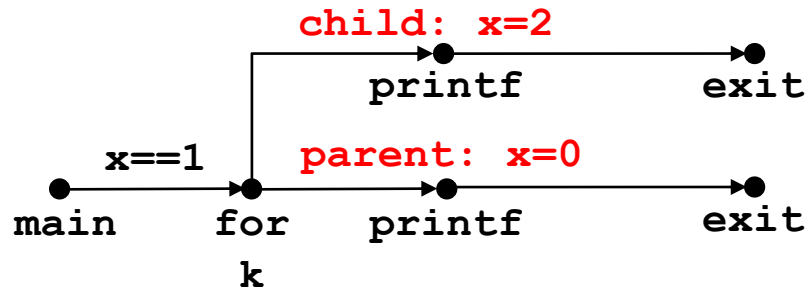 child: x=2
printf exit
x==1 parent: x=0
main for printf exit
k